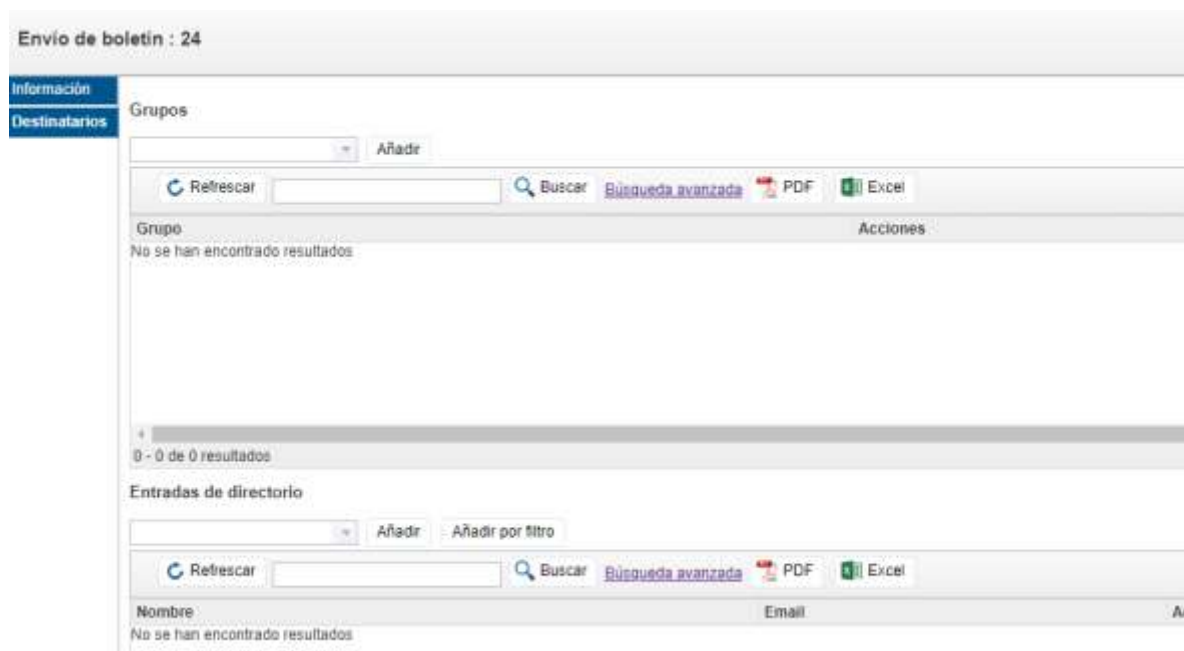 Envío de boletín : 24
Información
Destinatarios
Grupos
Añadir
Refrescar Buscar Búsqueda avanzada PDF Excel
Grupo Acciones
No se han encontrado resultados
0 - 0 de 0 resultados
Entradas de directorio
Añadir Añadir por filtro
Refrescar Buscar Búsqueda avanzada PDF Excel
Nombre Email
No se han encontrado resultados